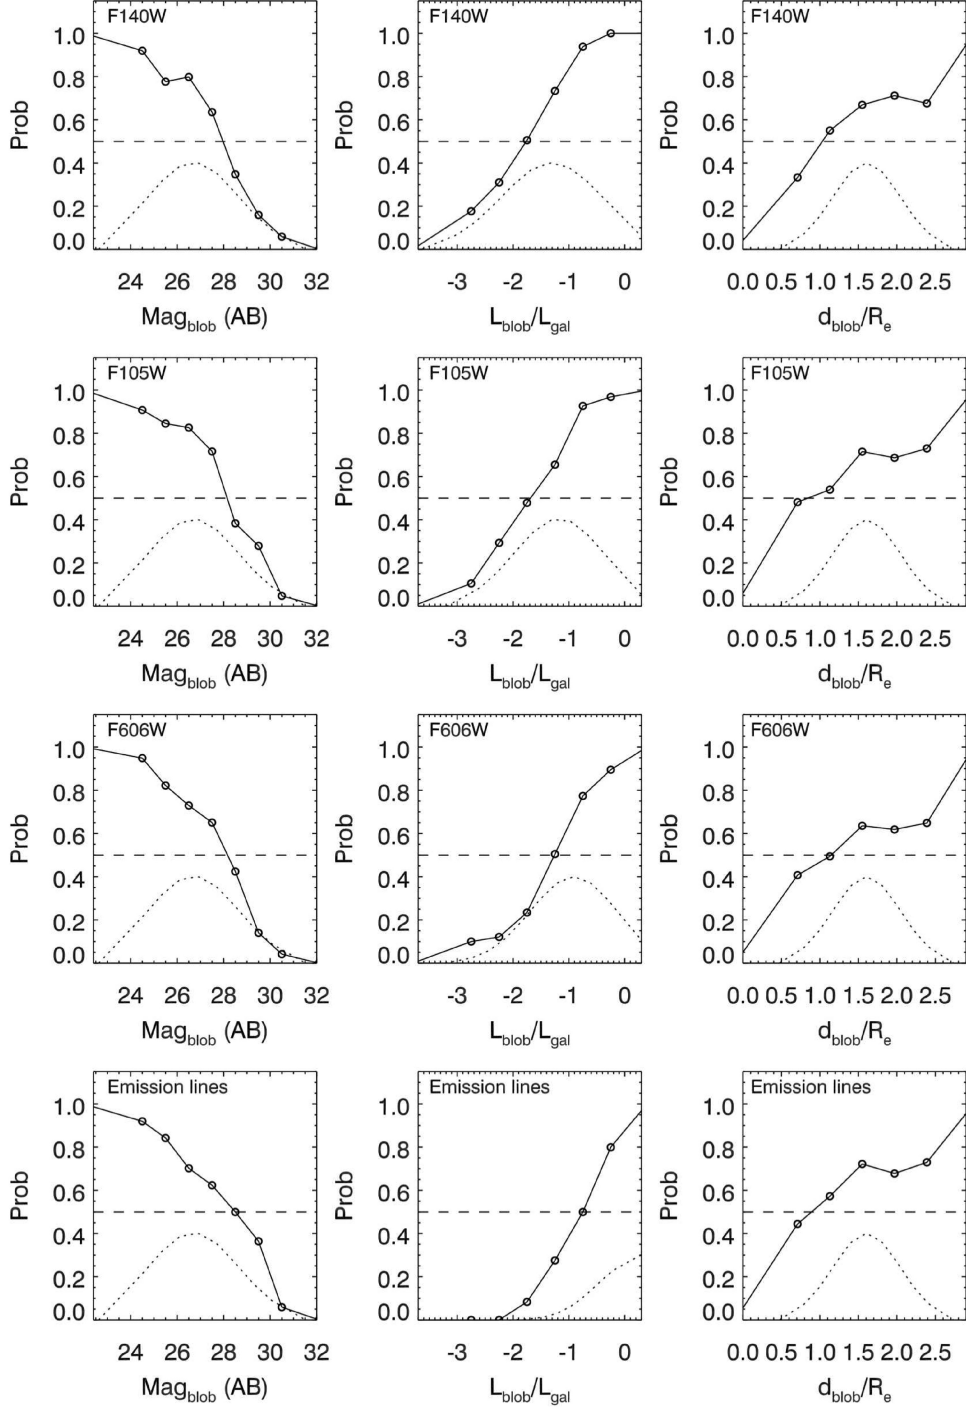 F140W F140W F140W
1.0 1.0 1.0
0.8 0.8 0.8
0.6 0.6 0.6
0.4 0.4 0.4
0.2 0.2 0.2
0.0 0.0 0.0
Prob Prob Prob
24 26 28 30 32 -3 -2 -1 0 0.0 0.5 1.0 1.5 2.0 2.5
Mag_blob (AB) L_blob/L_gal d_blob/R_e
F105W F105W F105W
1.0 1.0 1.0
0.8 0.8 0.8
0.6 0.6 0.6
0.4 0.4 0.4
0.2 0.2 0.2
0.0 0.0 0.0
Prob Prob Prob
24 26 28 30 32 -3 -2 -1 0 0.0 0.5 1.0 1.5 2.0 2.5
Mag_blob (AB) L_blob/L_gal d_blob/R_e
F606W F606W F606W
1.0 1.0 1.0
0.8 0.8 0.8
0.6 0.6 0.6
0.4 0.4 0.4
0.2 0.2 0.2
0.0 0.0 0.0
Prob Prob Prob
24 26 28 30 32 -3 -2 -1 0 0.0 0.5 1.0 1.5 2.0 2.5
Mag_blob (AB) L_blob/L_gal d_blob/R_e
Emission lines Emission lines Emission lines
1.0 1.0 1.0
0.8 0.8 0.8
0.6 0.6 0.6
0.4 0.4 0.4
0.2 0.2 0.2
0.0 0.0 0.0
Prob Prob Prob
24 26 28 30 32 -3 -2 -1 0 0.0 0.5 1.0 1.5 2.0 2.5
Mag_blob (AB) L_blob/L_gal d_blob/R_e